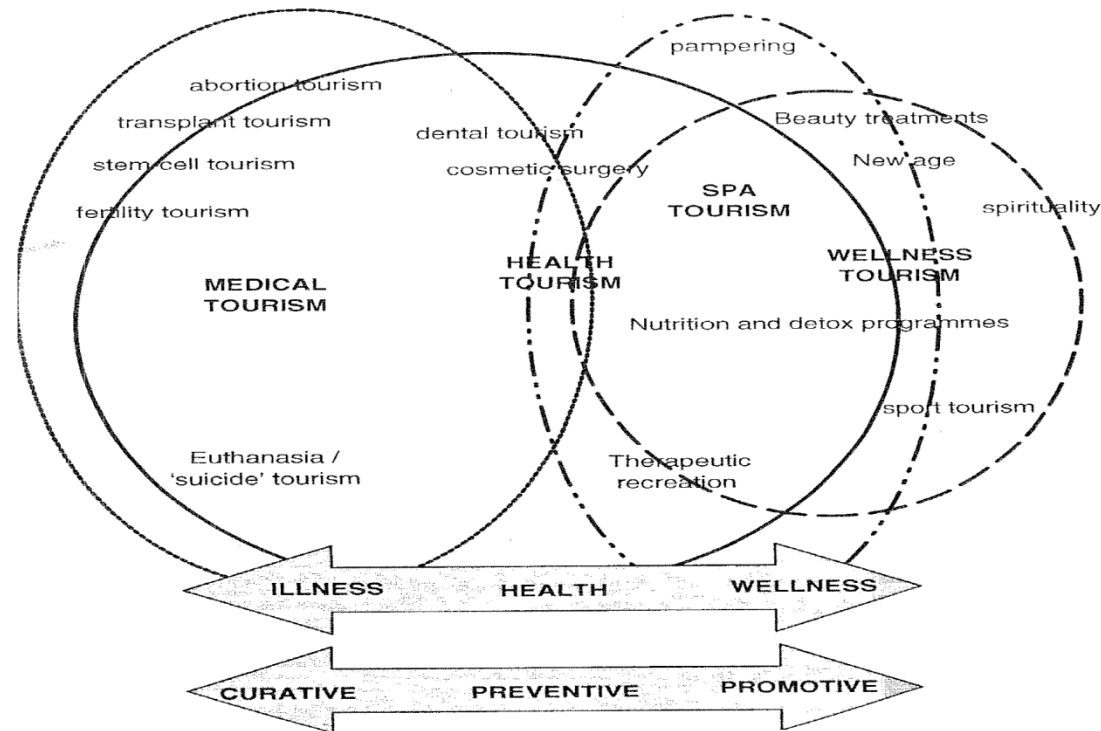 pampering
abortion tourism
transplant tourism
dental tourism
Beauty treatments
stem cell tourism
cosmetic surgery
New age
fertility tourism
SPA
TOURISM
spirituality
MEDICAL
TOURISM
HEALTH
TOURISM
WELLNESS
TOURISM
Nutrition and detox programmes
sport tourism
Euthanasia /
‘suicide’ tourism
Therapeutic
recreation
ILLNESS HEALTH WELLNESS
CURATIVE PREVENTIVE PROMOTIVE